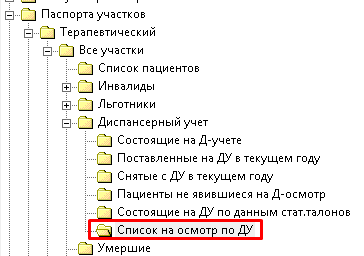 Паспорта участков
Терапевтический
Все участки
Список пациентов
Инвалиды
Льготники
Диспансерный учет
Состоящие на Д-учете
Поставленные на ДУ в текущем году
Снятые с ДУ в текущем году
Пациенты не явившиеся на Д-осмотр
Состоящие на ДУ по данным стат.талонов
Список на осмотр по ДУ
Умершие